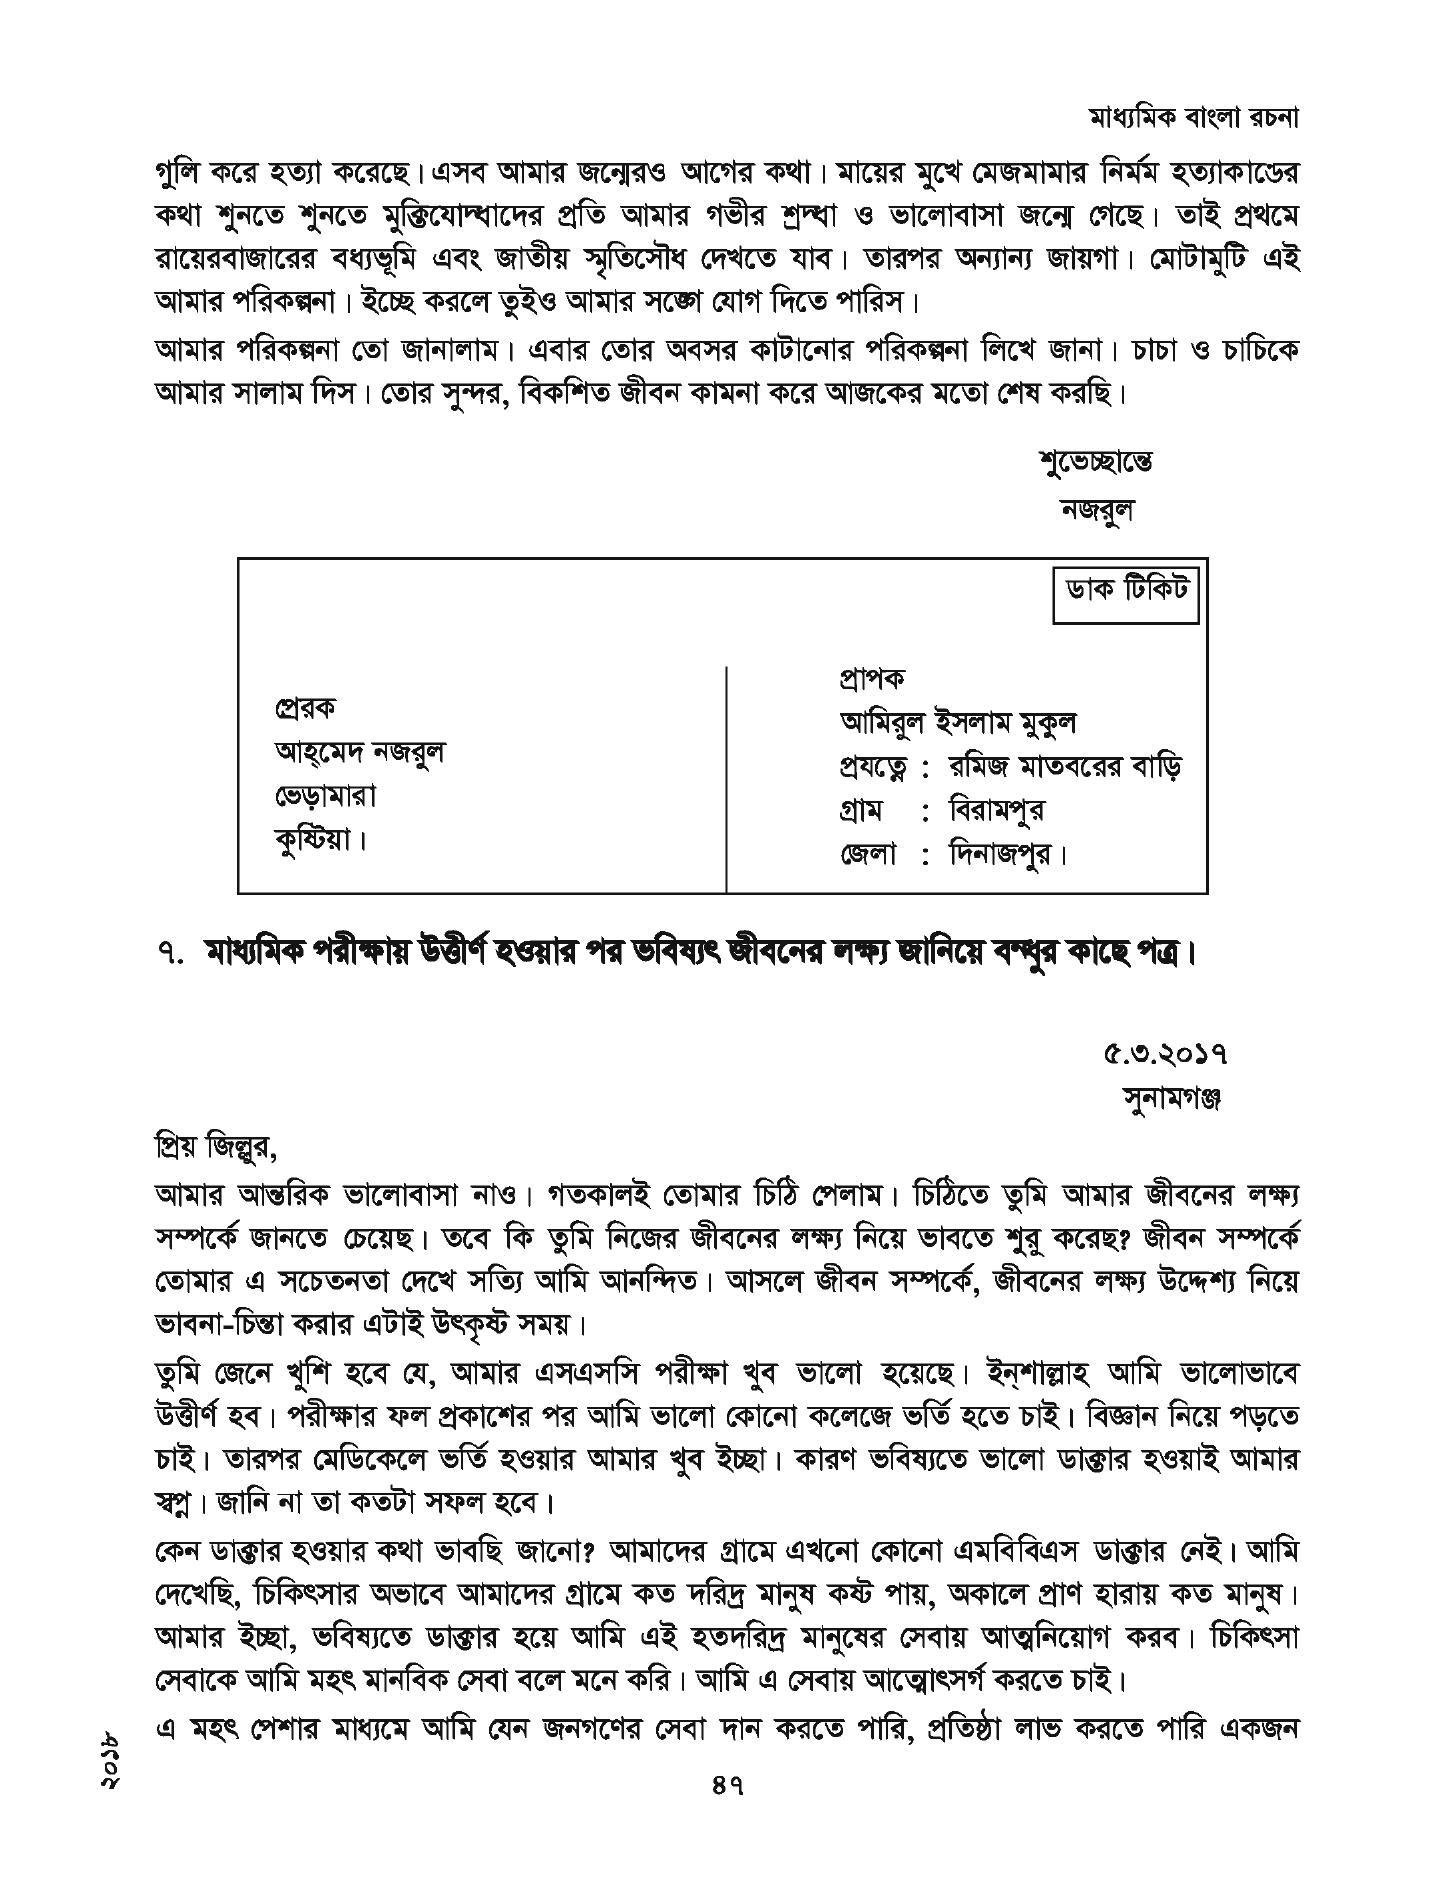 মাধ্যমিক বাংলা রচনা
গুলি করে হত্যা করেছে। এসব আমার জন্মেরও আগের কথা। মায়ের মুখে মেজমামার নির্মম হত্যাকাণ্ডের
কথা শুনতে শুনতে মুক্তিযোদ্ধাদের প্রতি আমার গভীর শ্রদ্ধা ও ভালোবাসা জন্মে গেছে। তাই প্রথমে
রায়েরবাজারের বধ্যভূমি এবং জাতীয় স্মৃতিসৌধ দেখতে যাব। তারপর অন্যান্য জায়গা। মোটামুটি এই
আমার পরিকল্পনা। ইচ্ছে করলে তুইও আমার সঙ্গে যোগ দিতে পারিস।
আমার পরিকল্পনা তো জানালাম। এবার তোর অবসর কাটানোর পরিকল্পনা লিখে জানা। চাচা ও চাচিকে
আমার সালাম দিস। তোর সুন্দর, বিকশিত জীবন কামনা করে আজকের মতো শেষ করছি।
শুভেচ্ছান্তে
নজরুল
ডাক টিকিট
প্রেরক
আহ্‌মেদ নজরুল
ভেড়ামারা
কুষ্টিয়া।
প্রাপক
আমিরুল ইসলাম মুকুল
প্রযত্নে : রমিজ মাতবরের বাড়ি
গ্রাম : বিরামপুর
জেলা : দিনাজপুর।
৭. মাধ্যমিক পরীক্ষায় উত্তীর্ণ হওয়ার পর ভবিষ্যৎ জীবনের লক্ষ্য জানিয়ে বন্ধুর কাছে পত্র।
৫.৩.২০১৭
সুনামগঞ্জ
প্রিয় জিল্লুর,
আমার আন্তরিক ভালোবাসা নাও। গতকালই তোমার চিঠি পেলাম। চিঠিতে তুমি আমার জীবনের লক্ষ্য
সম্পর্কে জানতে চেয়েছ। তবে কি তুমি নিজের জীবনের লক্ষ্য নিয়ে ভাবতে শুরু করেছ? জীবন সম্পর্কে
তোমার এ সচেতনতা দেখে সত্যি আমি আনন্দিত। আসলে জীবন সম্পর্কে, জীবনের লক্ষ্য উদ্দেশ্য নিয়ে
ভাবনা-চিন্তা করার এটাই উৎকৃষ্ট সময়।
তুমি জেনে খুশি হবে যে, আমার এসএসসি পরীক্ষা খুব ভালো হয়েছে। ইন্‌শাল্লাহ আমি ভালোভাবে
উত্তীর্ণ হব। পরীক্ষার ফল প্রকাশের পর আমি ভালো কোনো কলেজে ভর্তি হতে চাই। বিজ্ঞান নিয়ে পড়তে
চাই। তারপর মেডিকেলে ভর্তি হওয়ার আমার খুব ইচ্ছা। কারণ ভবিষ্যতে ভালো ডাক্তার হওয়াই আমার
স্বপ্ন। জানি না তা কতটা সফল হবে।
কেন ডাক্তার হওয়ার কথা ভাবছি জানো? আমাদের গ্রামে এখনো কোনো এমবিবিএস ডাক্তার নেই। আমি
দেখেছি, চিকিৎসার অভাবে আমাদের গ্রামে কত দরিদ্র মানুষ কষ্ট পায়, অকালে প্রাণ হারায় কত মানুষ।
আমার ইচ্ছা, ভবিষ্যতে ডাক্তার হয়ে আমি এই হতদরিদ্র মানুষের সেবায় আত্মনিয়োগ করব। চিকিৎসা
সেবাকে আমি মহৎ মানবিক সেবা বলে মনে করি। আমি এ সেবায় আত্মোৎসর্গ করতে চাই।
এ মহৎ পেশার মাধ্যমে আমি যেন জনগণের সেবা দান করতে পারি, প্রতিষ্ঠা লাভ করতে পারি একজন
২০১৮
৪৭